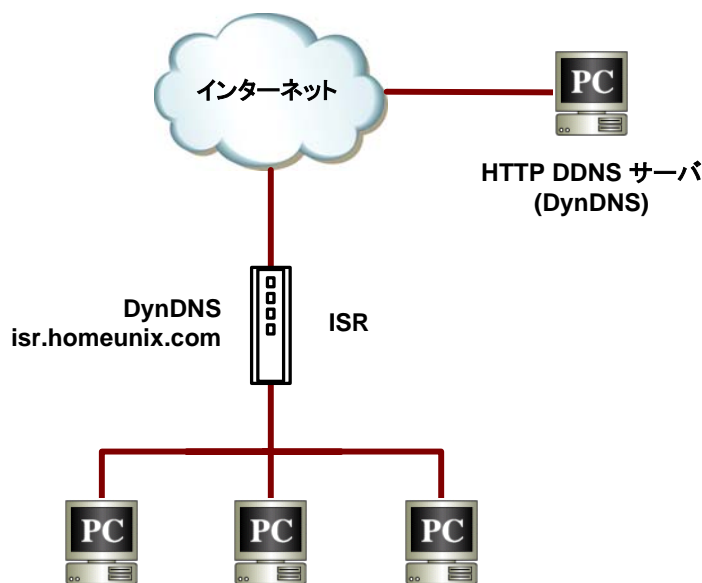 インターネット
PC
HTTP DDNS サーバ
(DynDNS)
DynDNS
isr.homeunix.com
ISR
PC
PC
PC